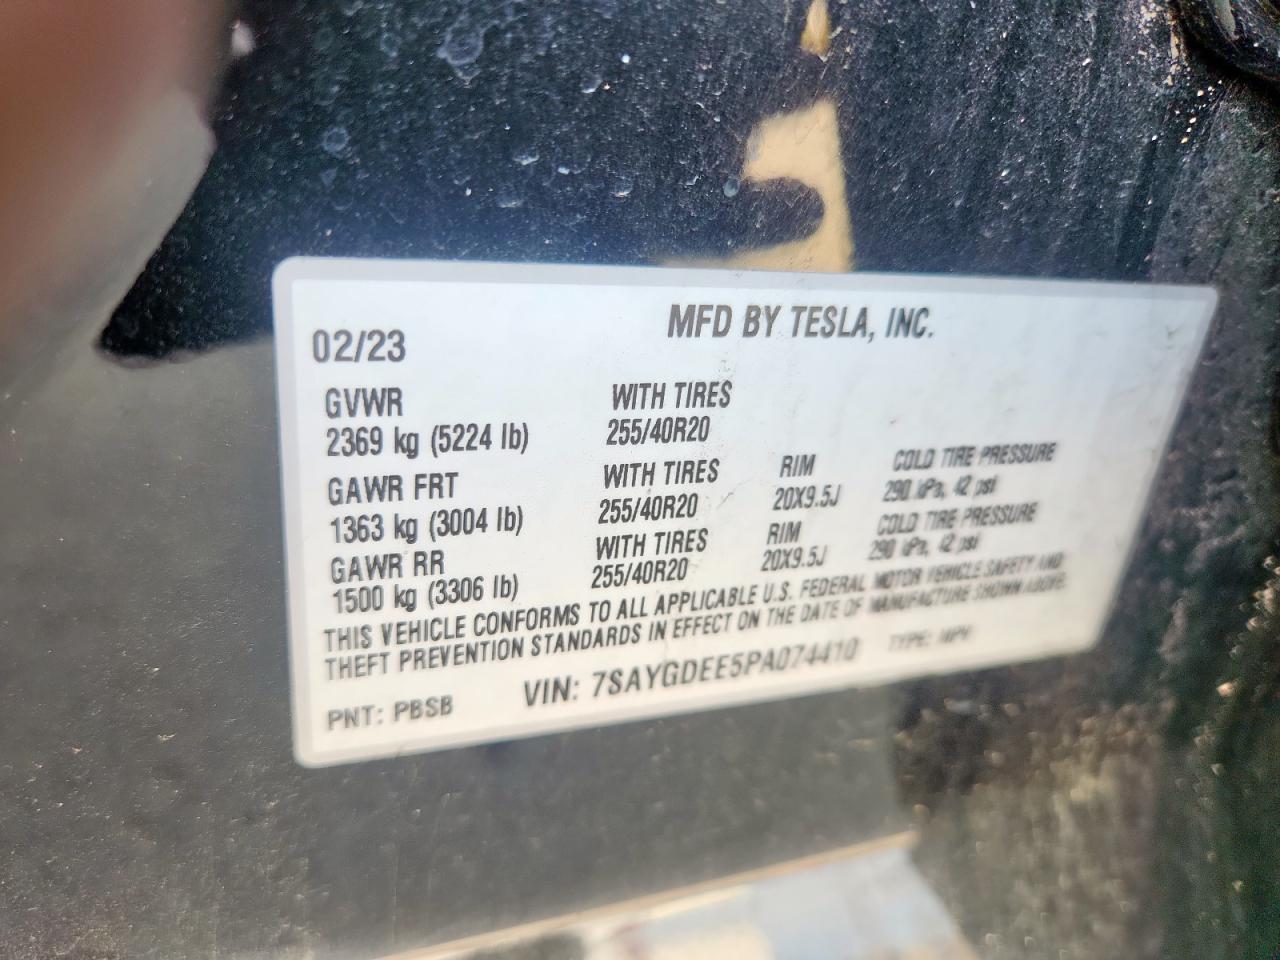 MFD BY TESLA, INC.
02/23
GVWR WITH TIRES
2369 kg (5224 lb) 255/40R20
GAWR FRT WITH TIRES RIM COLD TIRE PRESSURE
1363 kg (3004 lb) 255/40R20 20X9.5J 290 kPa, 42 psi
GAWR RR WITH TIRES RIM COLD TIRE PRESSURE
1500 kg (3306 lb) 255/40R20 20X9.5J 290 kPa, 42 psi
THIS VEHICLE CONFORMS TO ALL APPLICABLE U.S. FEDERAL MOTOR VEHICLE SAFETY AND
THEFT PREVENTION STANDARDS IN EFFECT ON THE DATE OF MANUFACTURE SHOWN ABOVE.
PNT: PBSB VIN: 7SAYGDEE5PA074410 TYPE: MPV